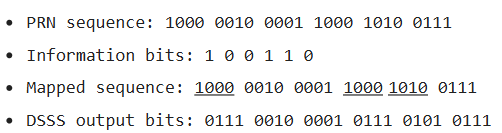 • PRN sequence: 1000 0010 0001 1000 1010 0111
• Information bits: 1 0 0 1 1 0
• Mapped sequence: 1000 0010 0001 1000 1010 0111
• DSSS output bits: 0111 0010 0001 0111 0101 0111